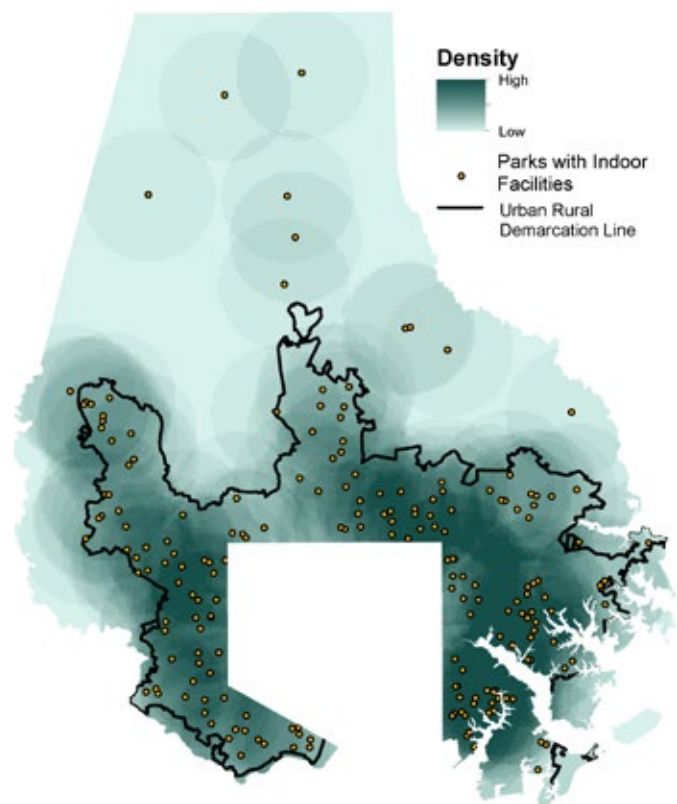 Density
High
Low
Parks with Indoor
Facilities
Urban Rural
Demarcation Line